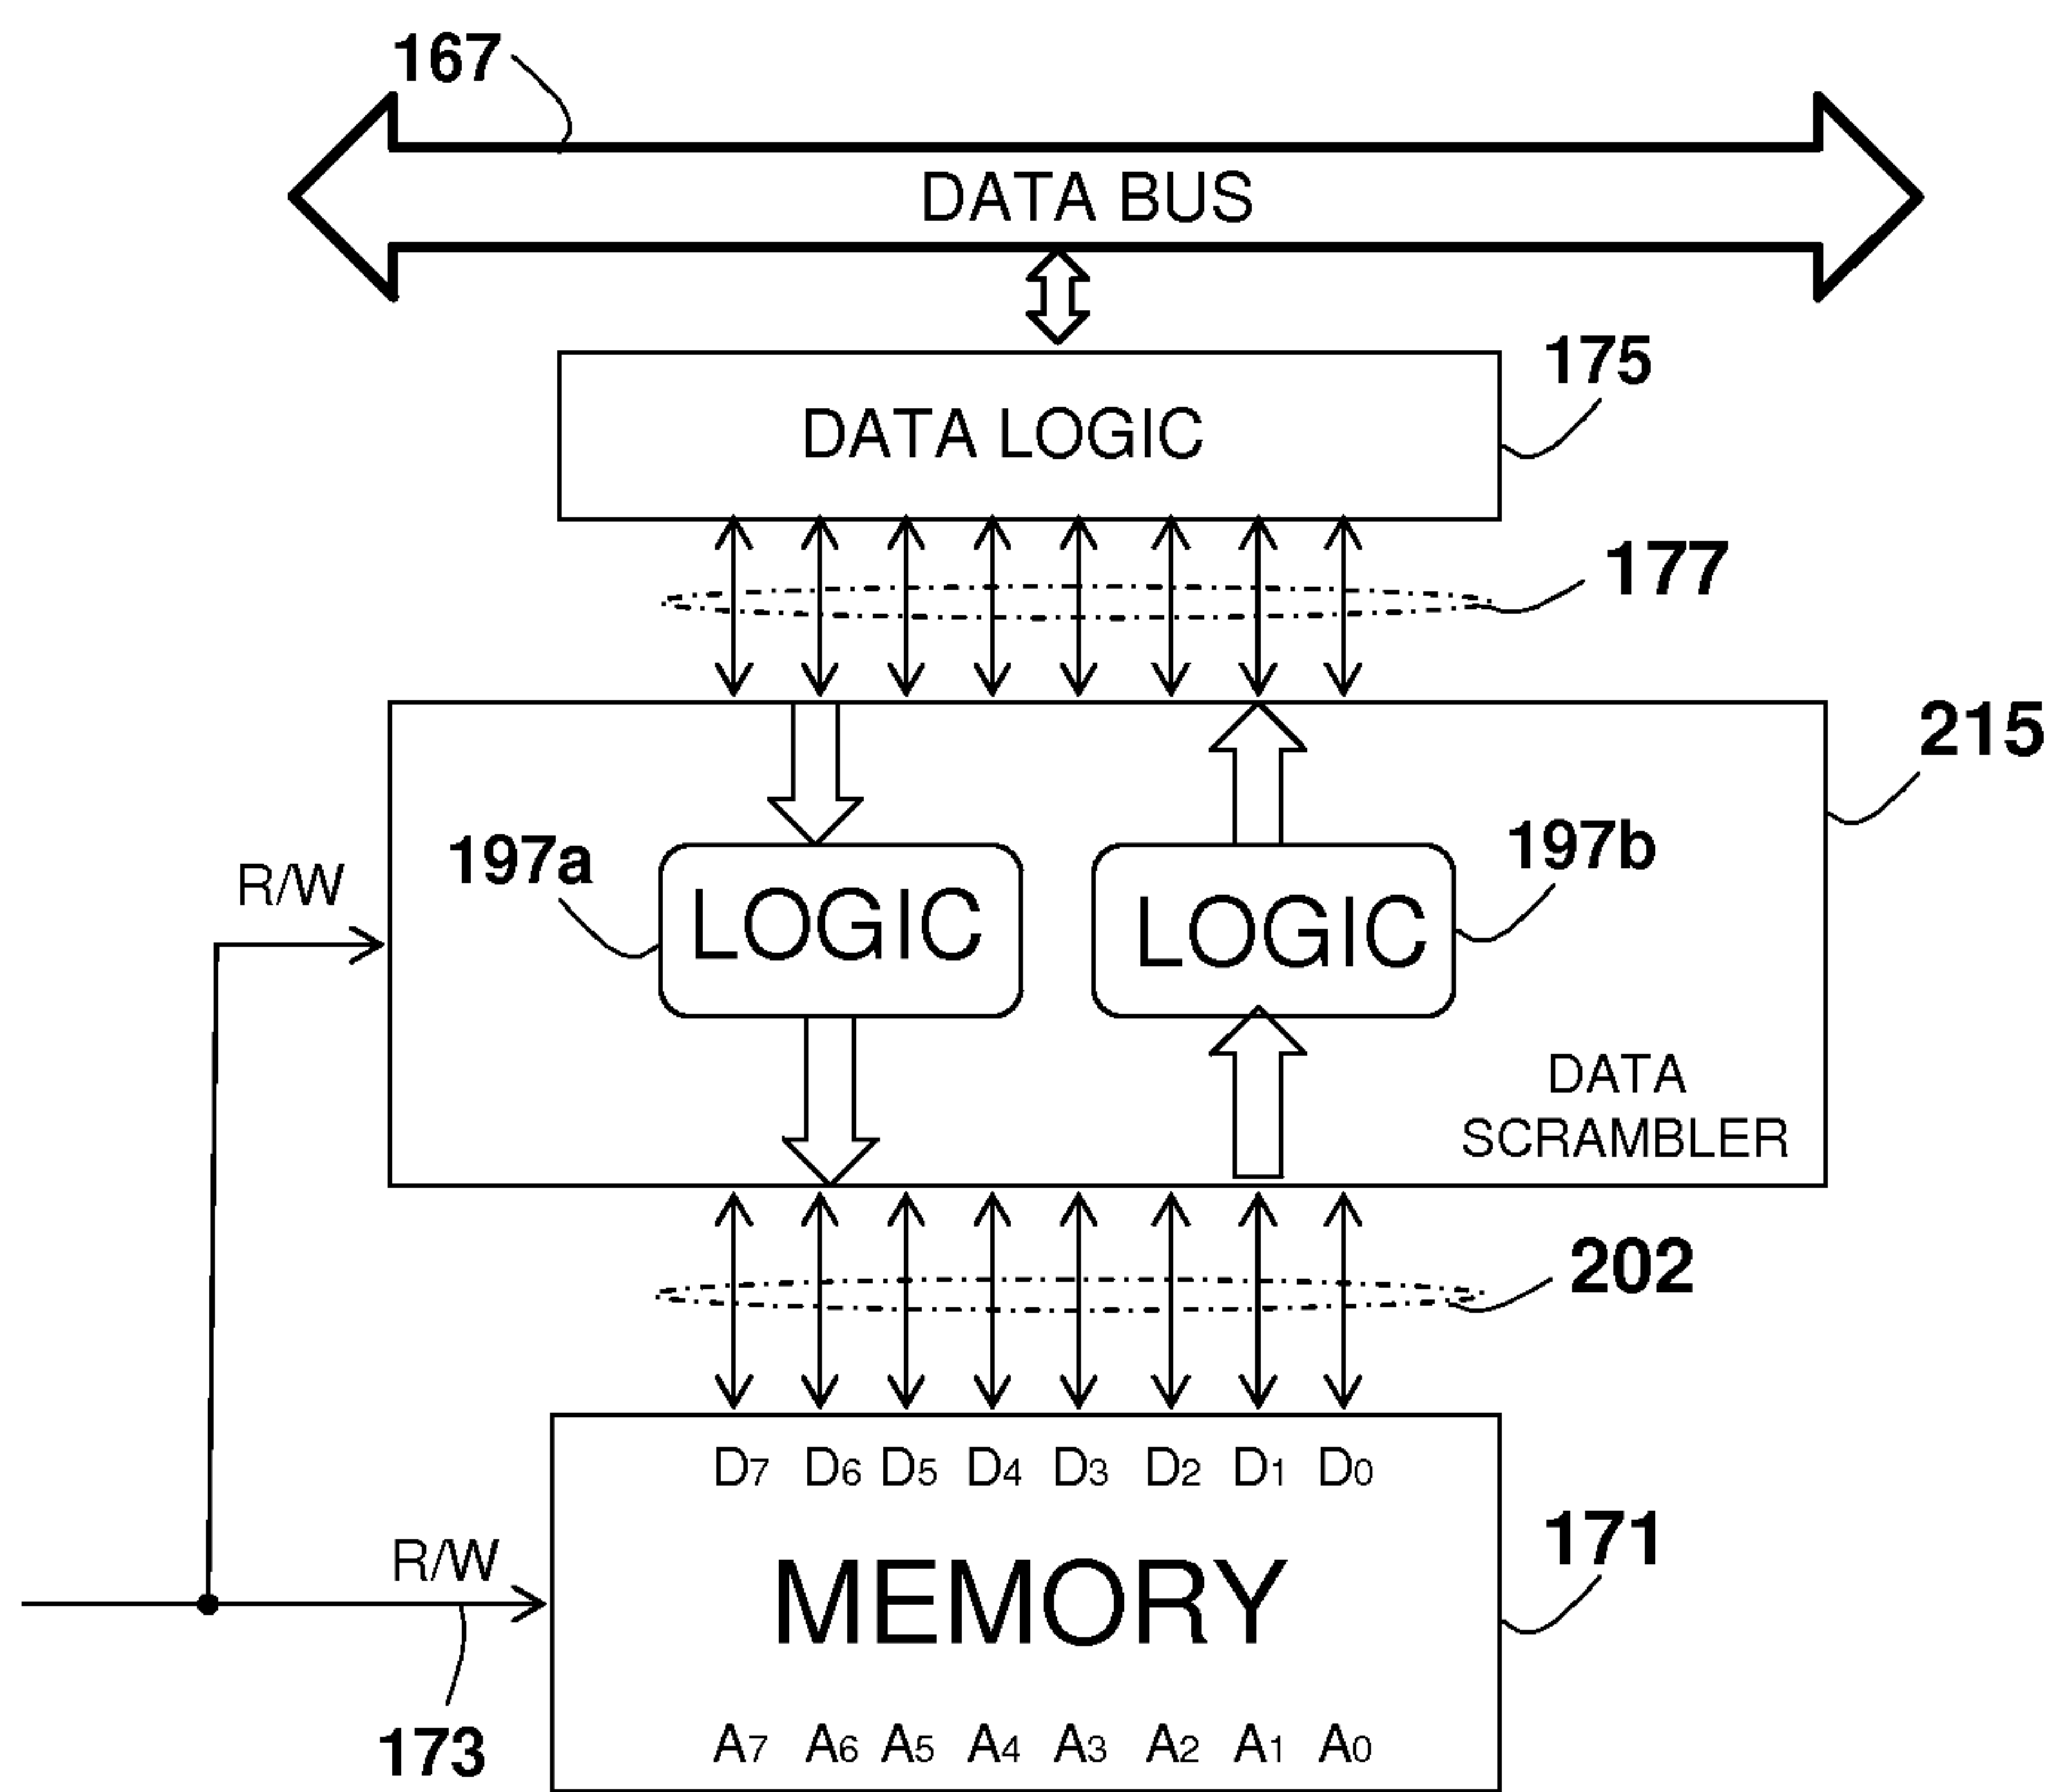 167
DATA BUS
175
DATA LOGIC
177
215
R/W
197a
LOGIC
197b
LOGIC
DATA
SCRAMBLER
202
D7 D6 D5 D4 D3 D2 D1 D0
171
R/W
MEMORY
173
A7 A6 A5 A4 A3 A2 A1 A0